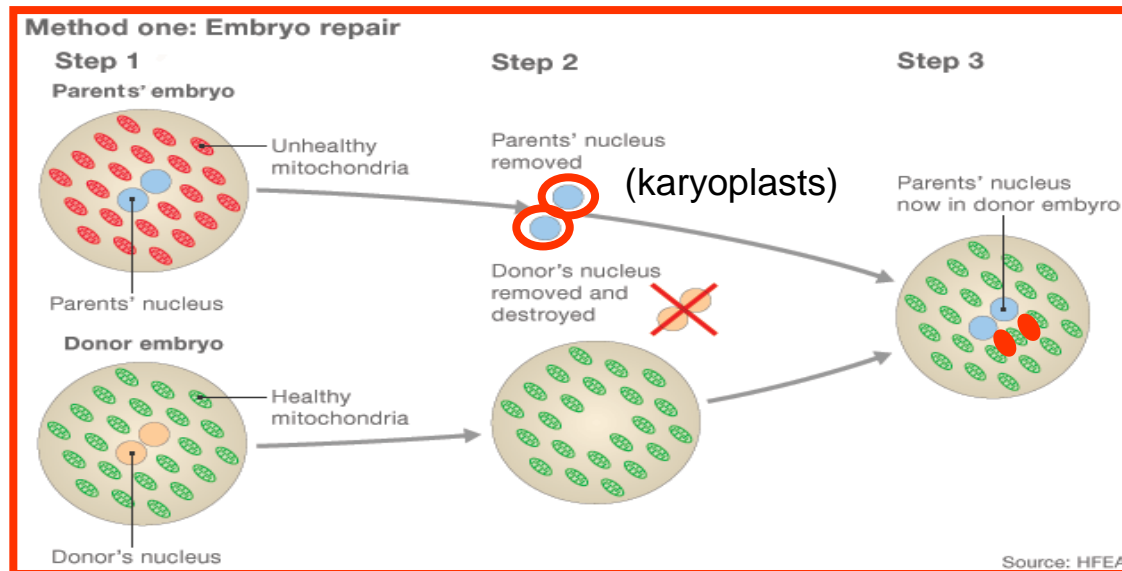 Method one: Embryo repair
Step 1
Step 2
Step 3
Parents' embryo
Unhealthy
mitochondria
Parents' nucleus
Parents' nucleus
removed
(karyoplasts)
Donor's nucleus
removed and
destroyed
Parents' nucleus
now in donor embyro
Donor embryo
Healthy
mitochondria
Donor's nucleus
Source: HFEA